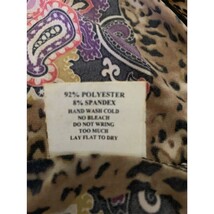 92% POLYESTER
8% SPANDEX
HAND WASH COLD
NO BLEACH
DO NOT WRING
TOO MUCH
LAY FLAT TO DRY